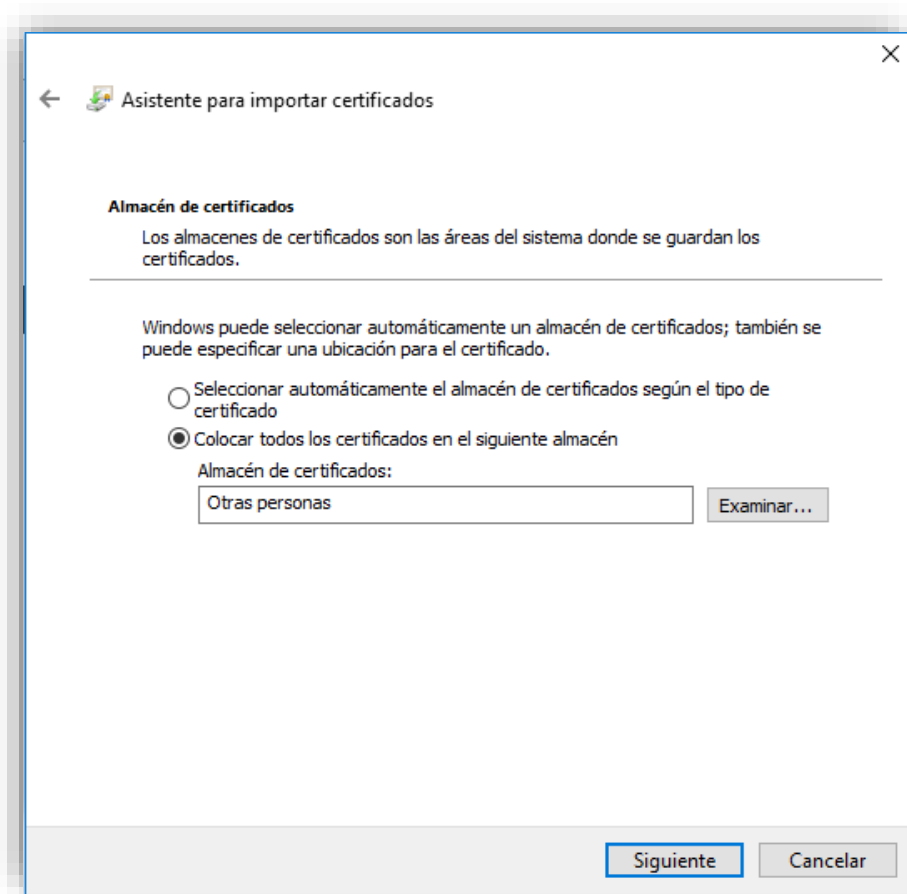 Asistente para importar certificados
Almacén de certificados
Los almacenes de certificados son las áreas del sistema donde se guardan los
certificados.
Windows puede seleccionar automáticamente un almacén de certificados; también se
puede especificar una ubicación para el certificado.
Seleccionar automáticamente el almacén de certificados según el tipo de
certificado
Colocar todos los certificados en el siguiente almacén
Almacén de certificados:
Otras personas
Examinar...
Siguiente
Cancelar